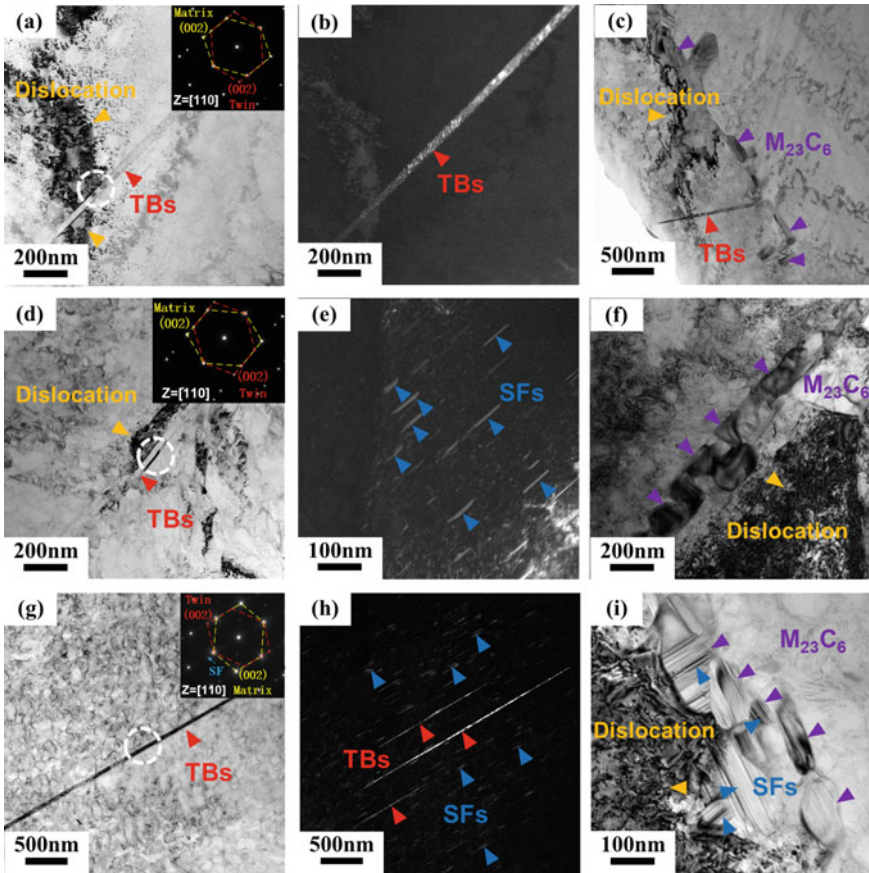 (a)
Matrix
(002)
Dislocation
(002)
Z=[110] Twin
TBs
200nm
(b)
TBs
200nm
(c)
Dislocation
M23C6
TBs
500nm
(d)
Matrix
(002)
Dislocation
(002)
Z=[110] Twin
TBs
200nm
(e)
SFs
100nm
(f)
M23C6
Dislocation
200nm
(g)
Twin
(002)
SF
(002)
Z=[110] Matrix
TBs
500nm
(h)
TBs
SFs
500nm
(i)
M23C6
Dislocation
SFs
100nm